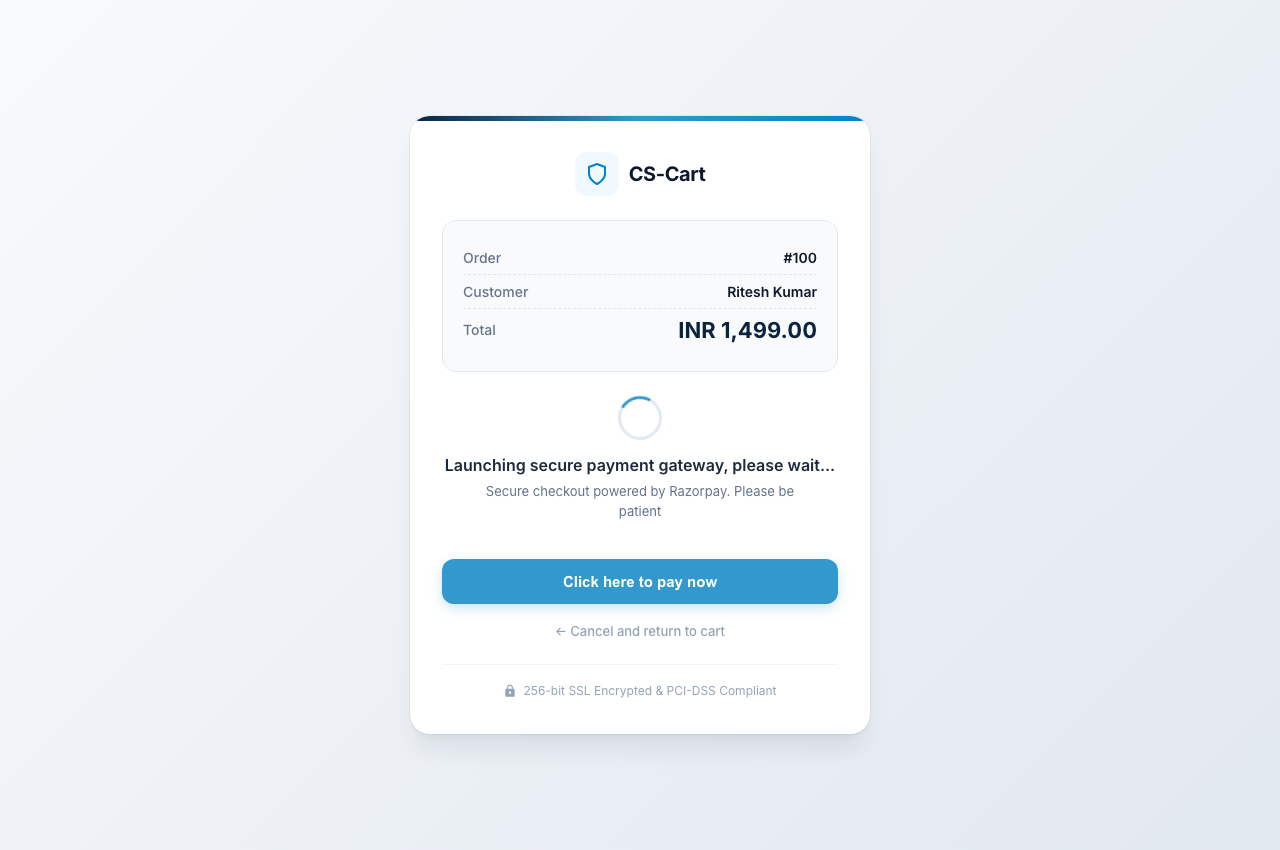 CS-Cart
Order #100
Customer Ritesh Kumar
Total INR 1,499.00
Launching secure payment gateway, please wait...
Secure checkout powered by Razorpay. Please be
patient
Click here to pay now
← Cancel and return to cart
256-bit SSL Encrypted & PCI-DSS Compliant